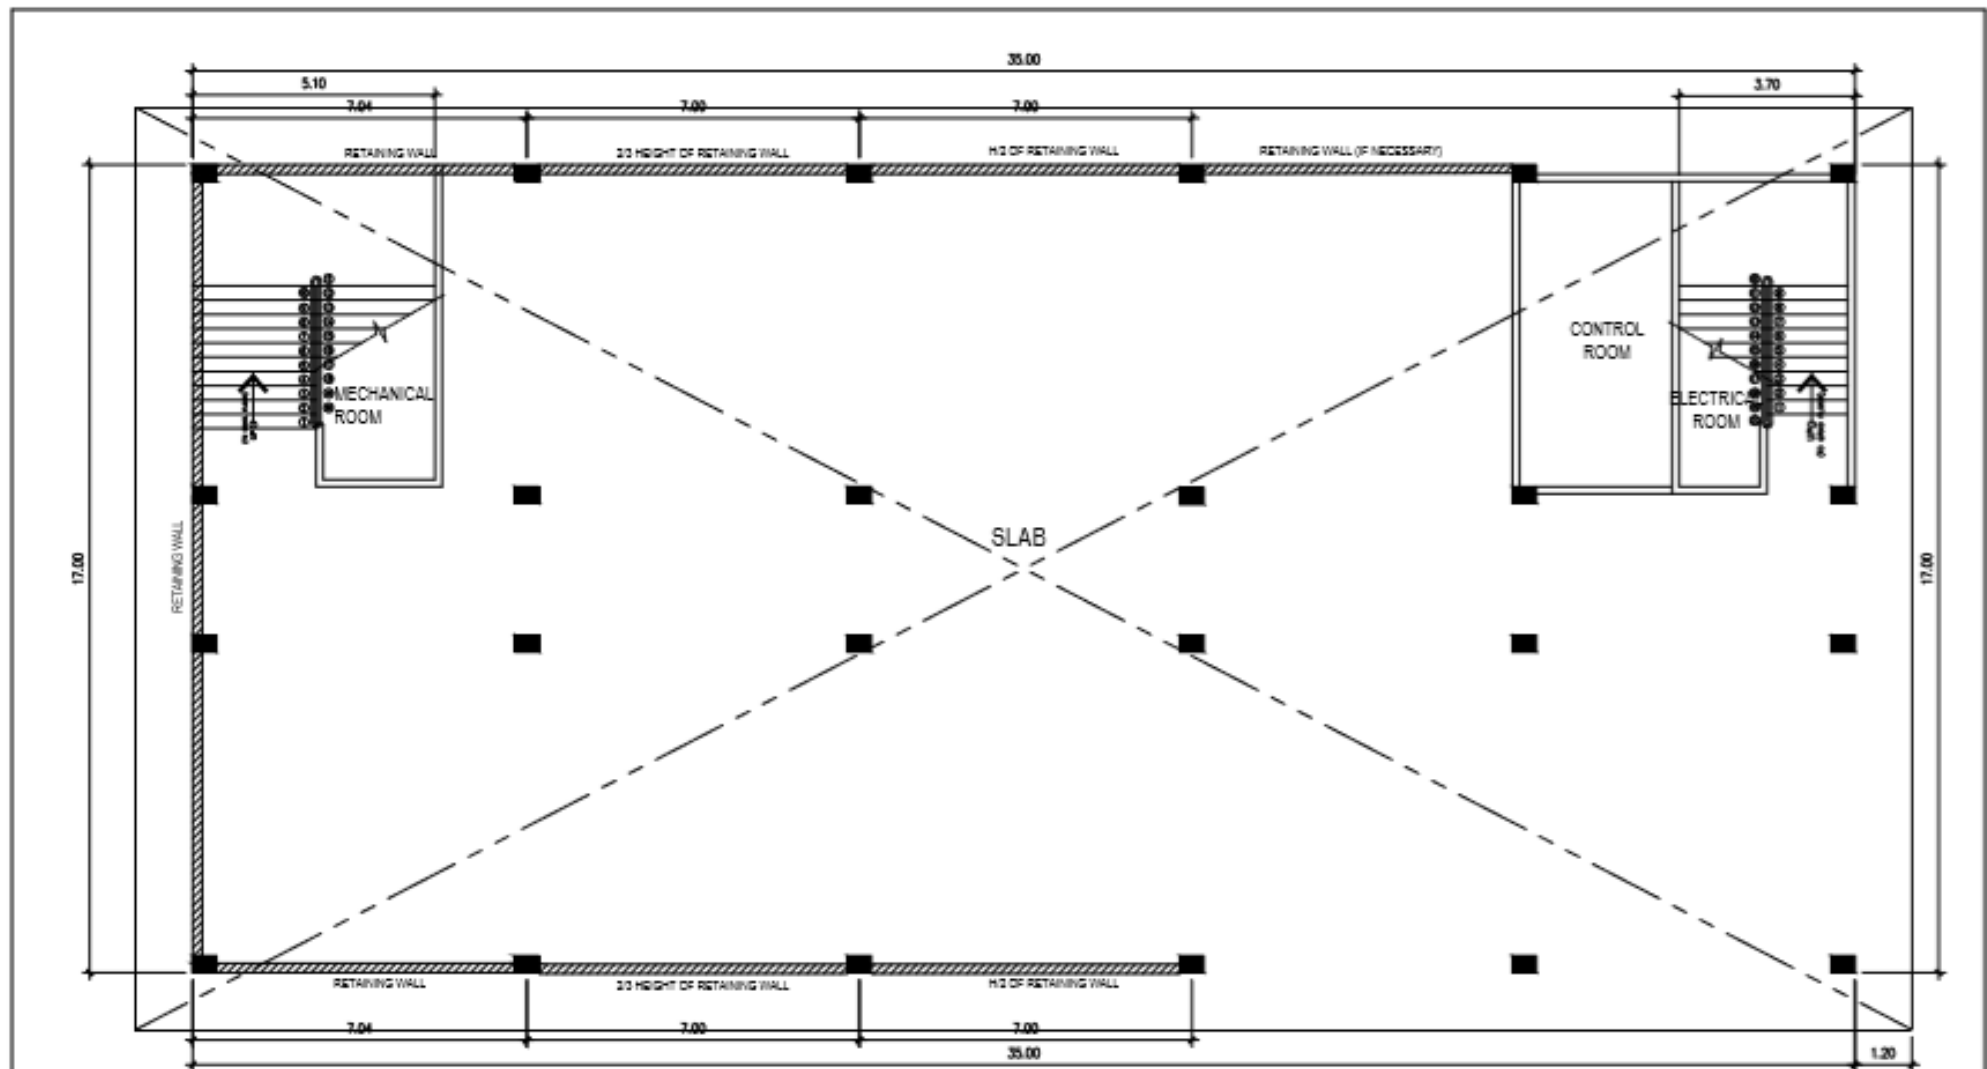 35.00
5.10
3.70
7.04
7.00
7.00
RETAINING WALL
2/3 HEIGHT OF RETAINING WALL
H/2 OF RETAINING WALL
RETAINING WALL (IF NECESSARY)
CONTROL
ROOM
MECHANICAL
ROOM
ELECTRICA
ROOM
SLAB
17.00
RETAINING WALL
17.00
RETAINING WALL
2/3 HEIGHT OF RETAINING WALL
H/2 OF RETAINING WALL
7.04
7.00
7.00
35.00
1.20